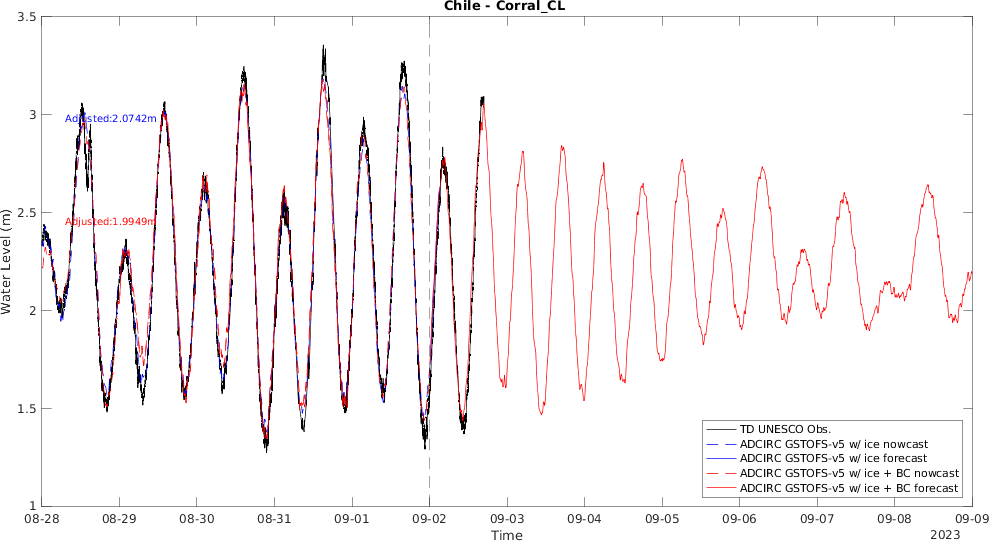 Chile - Corral_CL
3.5
3
2.5
2
1.5
1
Water Level (m)
Adjusted:2.0742m
Adjusted:1.9949m
TD UNESCO Obs.
ADCIRC GSTOFS-v5 w/ ice nowcast
ADCIRC GSTOFS-v5 w/ ice forecast
ADCIRC GSTOFS-v5 w/ ice + BC nowcast
ADCIRC GSTOFS-v5 w/ ice + BC forecast
08-28 08-29 08-30 08-31 09-01 09-02 09-03 09-04 09-05 09-06 09-07 09-08 09-09
Time
2023